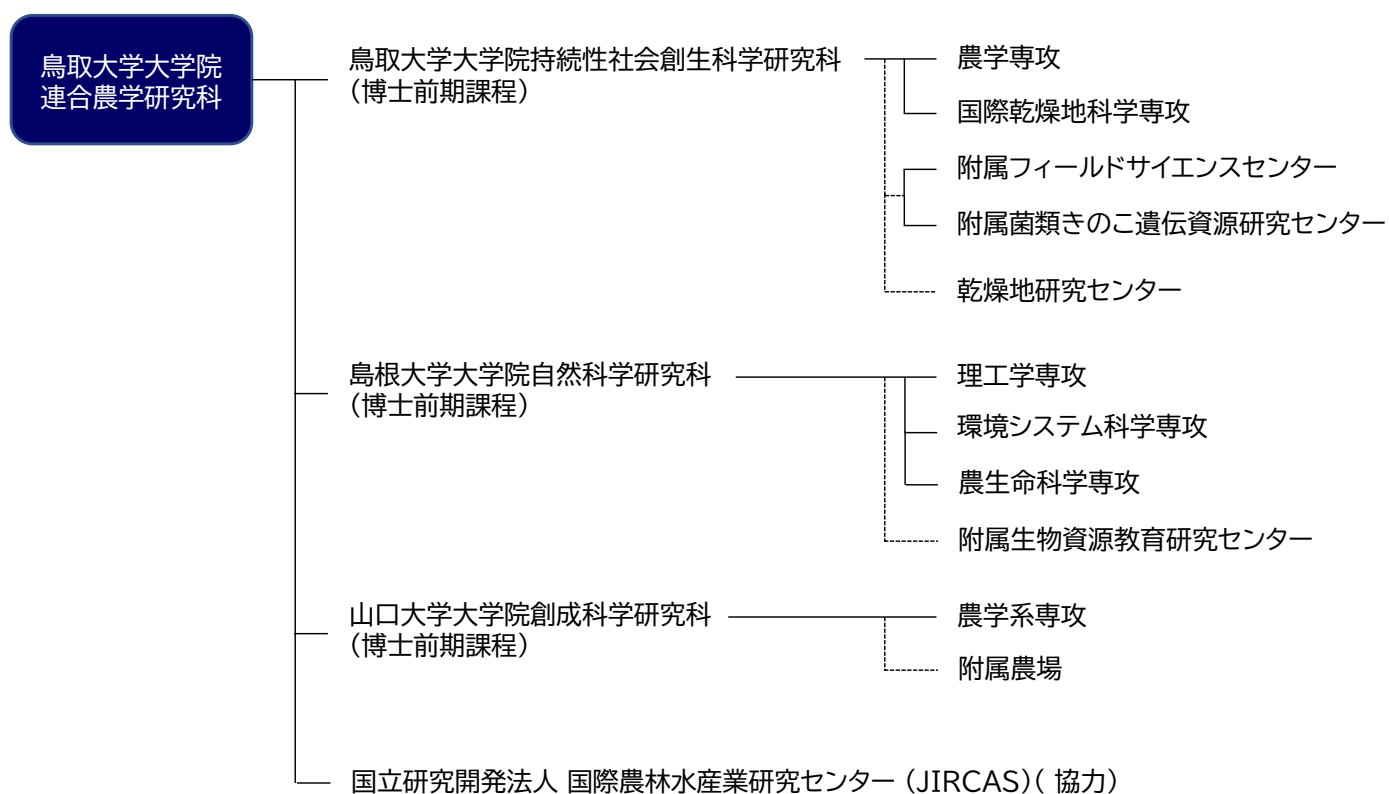 鳥取大学大学院
連合農学研究科
鳥取大学大学院持続性社会創生科学研究科
（博士前期課程）
農学専攻
国際乾燥地科学専攻
附属フィールドサイエンスセンター
附属菌類きのこ遺伝資源研究センター
乾燥地研究センター
島根大学大学院自然科学研究科
（博士前期課程）
理工学専攻
環境システム科学専攻
農生命科学専攻
附属生物資源教育研究センター
山口大学大学院創成科学研究科
（博士前期課程）
農学系専攻
附属農場
国立研究開発法人 国際農林水産業研究センター（JIRCAS）（ 協力）